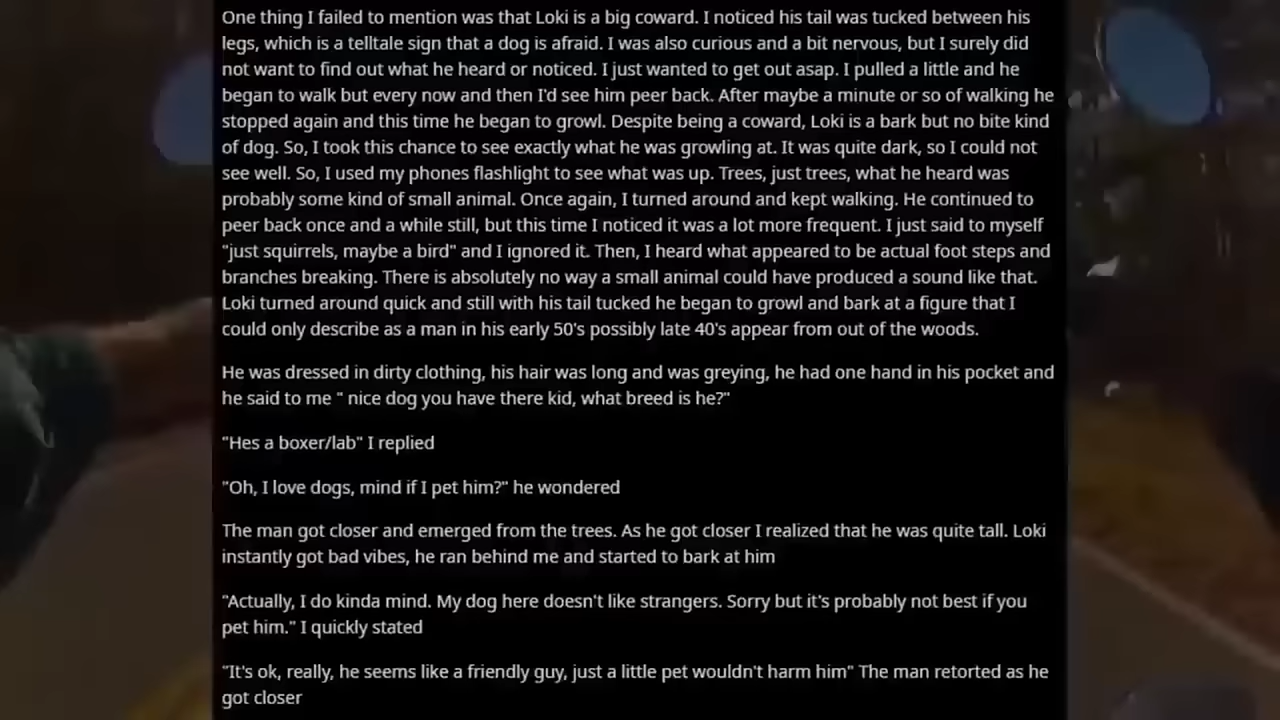 One thing I failed to mention was that Loki is a big coward. I noticed his tail was tucked between his
legs, which is a telltale sign that a dog is afraid. I was also curious and a bit nervous, but I surely did
not want to find out what he heard or noticed. I just wanted to get out asap. I pulled a little and he
began to walk but every now and then I'd see him peer back. After maybe a minute or so of walking he
stopped again and this time he began to growl. Despite being a coward, Loki is a bark but no bite kind
of dog. So, I took this chance to see exactly what he was growling at. It was quite dark, so I could not
see well. So, I used my phones flashlight to see what was up. Trees, just trees, what he heard was
probably some kind of small animal. Once again, I turned around and kept walking. He continued to
peer back once and a while still, but this time I noticed it was a lot more frequent. I just said to myself
"just squirrels, maybe a bird" and I ignored it. Then, I heard what appeared to be actual foot steps and
branches breaking. There is absolutely no way a small animal could have produced a sound like that.
Loki turned around quick and still with his tail tucked he began to growl and bark at a figure that I
could only describe as a man in his early 50's possibly late 40's appear from out of the woods.
He was dressed in dirty clothing, his hair was long and was greying, he had one hand in his pocket and
he said to me " nice dog you have there kid, what breed is he?"
"Hes a boxer/lab" I replied
"Oh, I love dogs, mind if I pet him?" he wondered
The man got closer and emerged from the trees. As he got closer I realized that he was quite tall. Loki
instantly got bad vibes, he ran behind me and started to bark at him
"Actually, I do kinda mind. My dog here doesn't like strangers. Sorry but it's probably not best if you
pet him." I quickly stated
"It's ok, really, he seems like a friendly guy, just a little pet wouldn't harm him" The man retorted as he
got closer